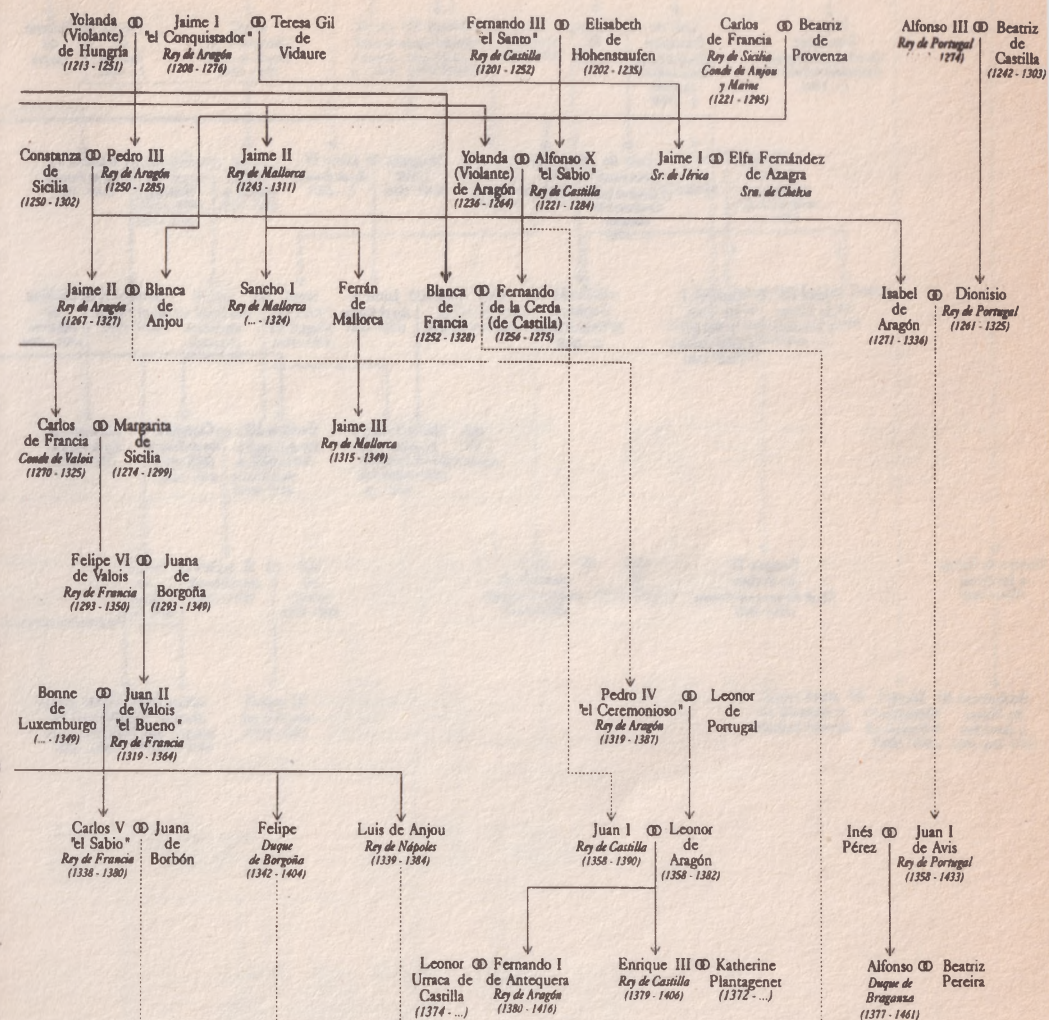 Yolanda
(Violante)
de Hungría
(1213 - 1251)
Jaime I
"el Conquistador"
Rey de Aragón
(1208 - 1276)
Teresa Gil
de
Vidaure
Fernando III
"el Santo"
Rey de Castilla
(1201 - 1252)
Elisabeth
de
Hohenstaufen
(1202 - 1235)
Carlos
de Francia
Rey de Sicilia
Conde de Anjou
y Maine
(1221 - 1295)
Beatriz
de
Provenza
Alfonso III
Rey de Portugal
1274)
Beatriz
de
Castilla
(1242 - 1303)
Constanza
de
Sicilia
(1250 - 1302)
Pedro III
Rey de Aragón
(1250 - 1285)
Jaime II
Rey de Mallorca
(1243 - 1311)
Yolanda
(Violante)
de Aragón
(1236 - 1264)
Alfonso X
"el Sabio"
Rey de Castilla
(1221 - 1284)
Jaime I
Sr. de Jérica
Elfa Fernández
de Azagra
Sra. de Chelva
Jaime II
Rey de Aragón
(1267 - 1327)
Blanca
de
Anjou
Sancho I
Rey de Mallorca
(... - 1324)
Ferrán
de
Mallorca
Blanca
de
Francia
(1252 - 1328)
Fernando
de la Cerda
(de Castilla)
(1256 - 1275)
Isabel
de
Aragón
(1271 - 1336)
Dionisio
Rey de Portugal
(1261 - 1325)
Carlos
de Francia
Conde de Valois
(1270 - 1325)
Margarita
de
Sicilia
(1274 - 1299)
Jaime III
Rey de Mallorca
(1315 - 1349)
Felipe VI
de Valois
Rey de Francia
(1293 - 1350)
Juana
de
Borgoña
(1293 - 1349)
Bonne
de
Luxemburgo
(... - 1349)
Juan II
de Valois
"el Bueno"
Rey de Francia
(1319 - 1364)
Pedro IV
"el Ceremonioso"
Rey de Aragón
(1319 - 1387)
Leonor
de
Portugal
Carlos V
"el Sabio"
Rey de Francia
(1338 - 1380)
Juana
de
Borbón
Felipe
Duque
de Borgoña
(1342 - 1404)
Luis de Anjou
Rey de Nápoles
(1339 - 1384)
Juan I
Rey de Castilla
(1358 - 1390)
Leonor
de
Aragón
(1358 - 1382)
Inés
Pérez
Juan I
de Avis
Rey de Portugal
(1358 - 1433)
Leonor
Urraca de
Castilla
(1374 - ...)
Fernando I
de Antequera
Rey de Aragón
(1380 - 1416)
Enrique III
Rey de Castilla
(1379 - 1406)
Katherine
Plantagenet
(1372 - ...)
Alfonso
Duque de
Braganza
(1377 - 1461)
Beatriz
Pereira